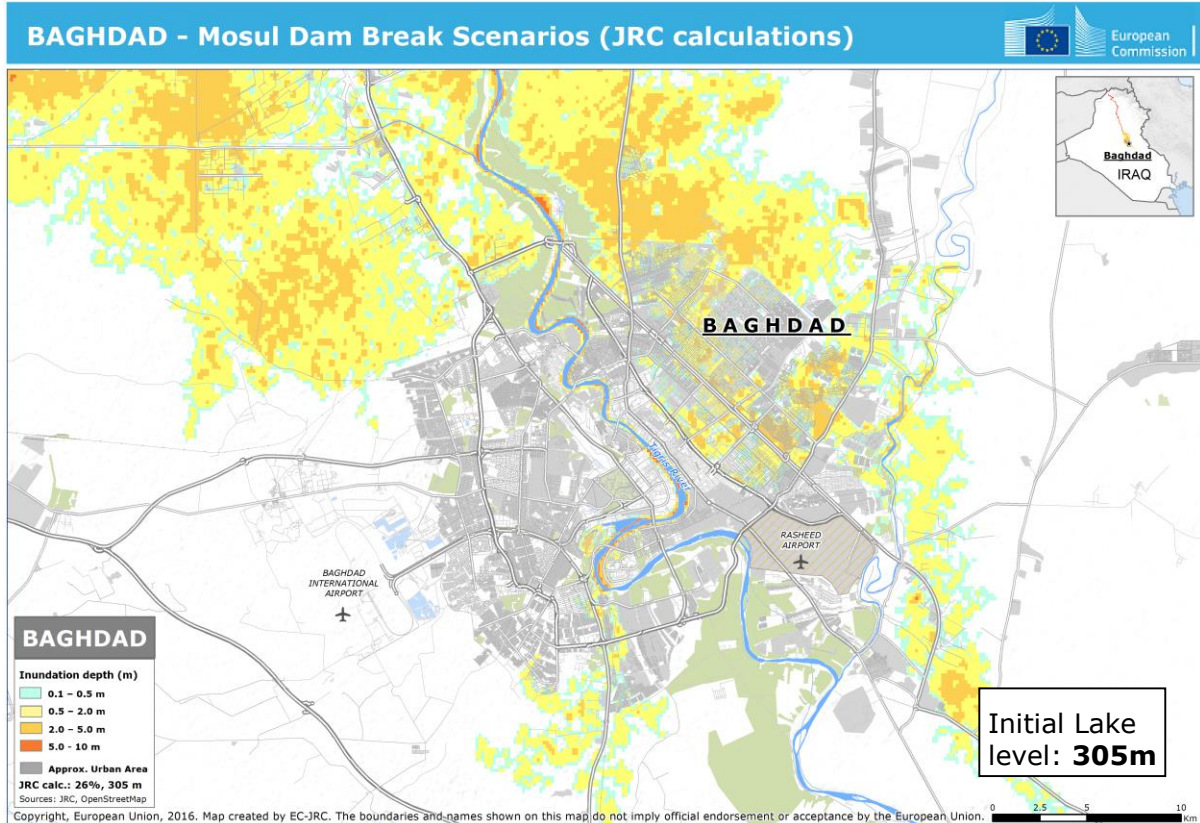 BAGHDAD - Mosul Dam Break Scenarios (JRC calculations)
European
Commission
Baghdad
IRAQ
BAGHDAD
Tigris River
RASHEED
AIRPORT
BAGHDAD
INTERNATIONAL
AIRPORT
BAGHDAD
Inundation depth (m)
0.1 – 0.5 m
0.5 – 2.0 m
2.0 – 5.0 m
5.0 - 10 m
Approx. Urban Area
JRC calc.: 26%, 305 m
Sources: JRC, OpenStreetMap
Initial Lake
level: 305m
0 2.5 5 10
Km
Copyright, European Union, 2016. Map created by EC-JRC. The boundaries and names shown on this map do not imply official endorsement or acceptance by the European Union.